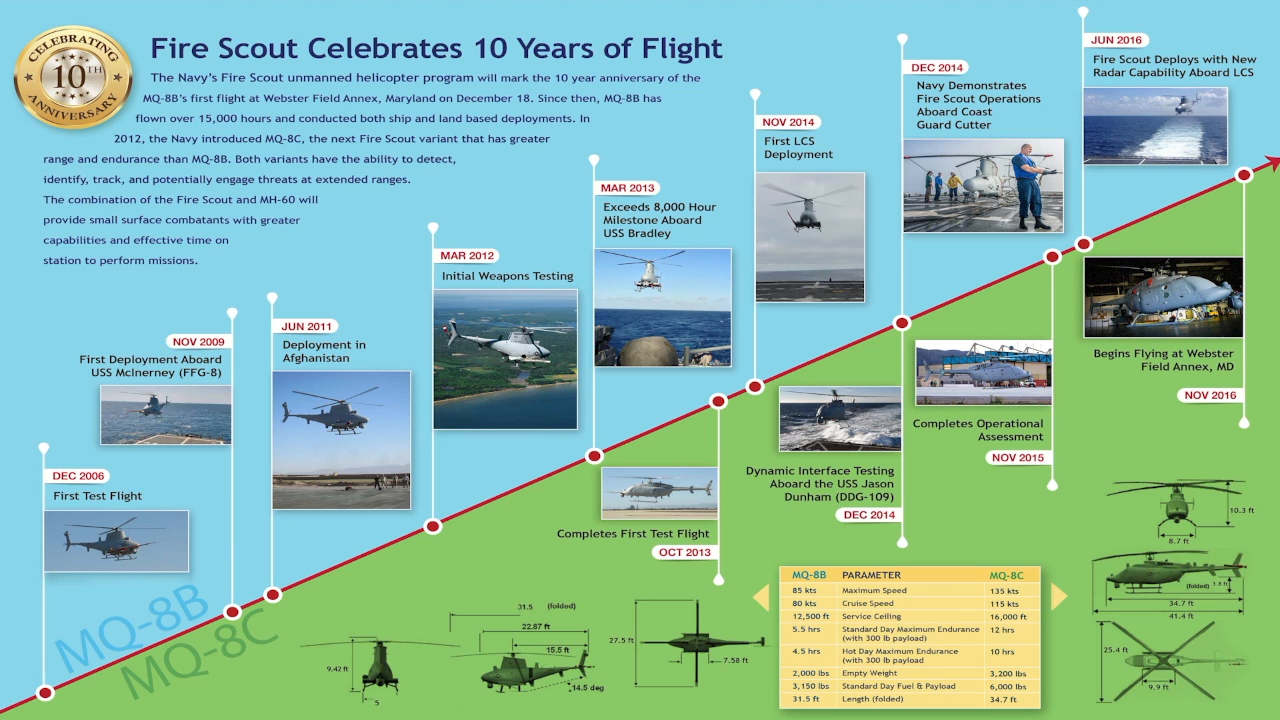 CELEBRATING
10TH
ANNIVERSARY
Fire Scout Celebrates 10 Years of Flight
The Navy's Fire Scout unmanned helicopter program will mark the 10 year anniversary of the
MQ-8B's first flight at Webster Field Annex, Maryland on December 18. Since then, MQ-8B has
flown over 15,000 hours and conducted both ship and land based deployments. In
2012, the Navy introduced MQ-8C, the next Fire Scout variant that has greater
range and endurance than MQ-8B. Both variants have the ability to detect,
identify, track, and potentially engage threats at extended ranges.
The combination of the Fire Scout and MH-60 will
provide small surface combatants with greater
capabilities and effective time on
station to perform missions.
DEC 2006
First Test Flight
NOV 2009
First Deployment Aboard
USS McInerney (FFG-8)
JUN 2011
Deployment in
Afghanistan
MAR 2012
Initial Weapons Testing
MAR 2013
Exceeds 8,000 Hour
Milestone Aboard
USS Bradley
NOV 2014
First LCS
Deployment
DEC 2014
Navy Demonstrates
Fire Scout Operations
Aboard Coast
Guard Cutter
JUN 2016
Fire Scout Deploys with New
Radar Capability Aboard LCS
MQ-8B
MQ-8C
Completes First Test Flight
OCT 2013
Dynamic Interface Testing
Aboard the USS Jason
Dunham (DDG-109)
DEC 2014
Completes Operational
Assessment
NOV 2015
Begins Flying at Webster
Field Annex, MD
NOV 2016
9.42 ft
5
31.5 (folded)
22.87 ft
15.5 ft
14.5 deg
27.5 ft
7.58 ft
MQ-8B PARAMETER MQ-8C
85 kts Maximum Speed 135 kts
80 kts Cruise Speed 115 kts
12,500 ft Service Ceiling 16,000 ft
5.5 hrs Standard Day Maximum Endurance 12 hrs
(with 300 lb payload)
4.5 hrs Hot Day Maximum Endurance 10 hrs
(with 300 lb payload
2,000 lbs Empty Weight 3,200 lbs
3,150 lbs Standard Day Fuel & Payload 6,000 lbs
31.5 ft Length (folded) 34.7 ft
10.3 ft
8.7 ft
(folded)
34.7 ft
41.4 ft
25.4 ft
9.9 ft